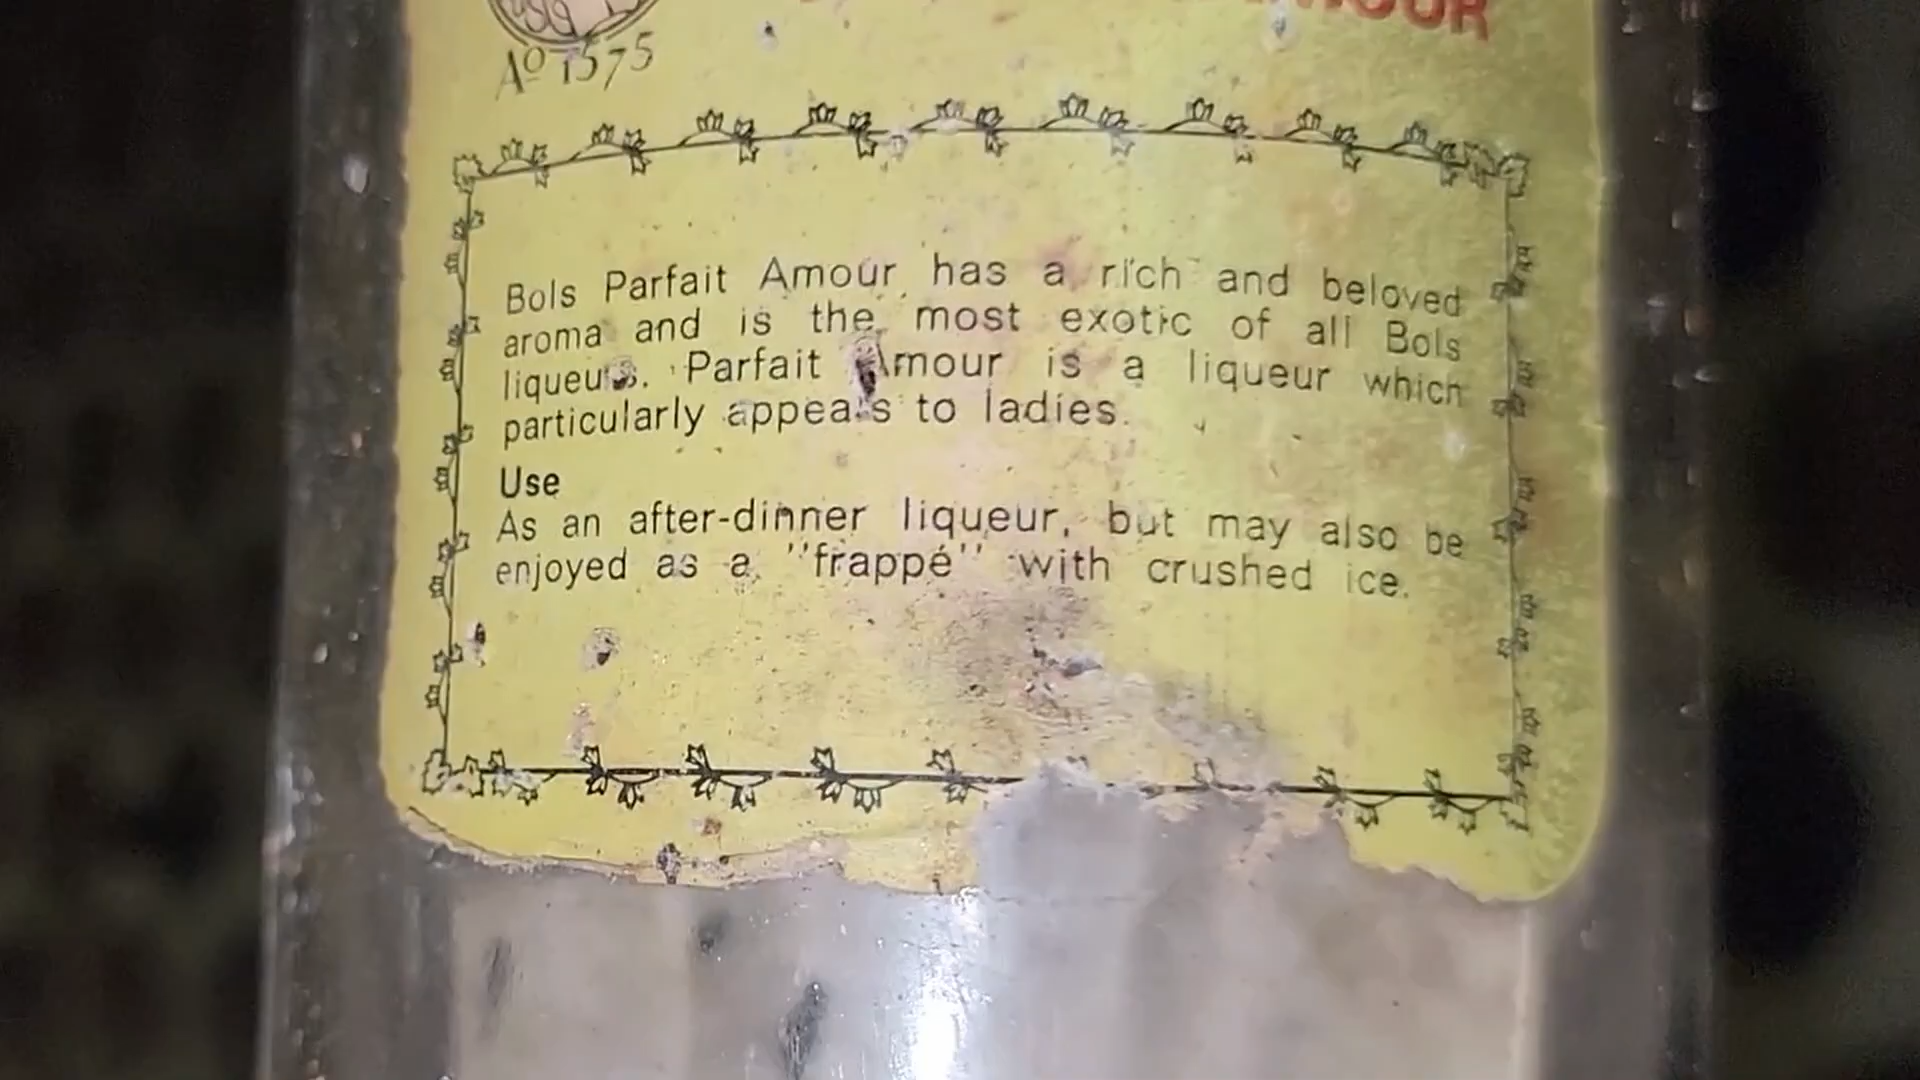 Aº 1575
Bols Parfait Amour has a rich and beloved
aroma and is the most exotic of all Bols
liqueurs. Parfait Amour is a liqueur which
particularly appeals to ladies.
Use
As an after-dinner liqueur, but may also be
enjoyed as a "frappé" with crushed ice.